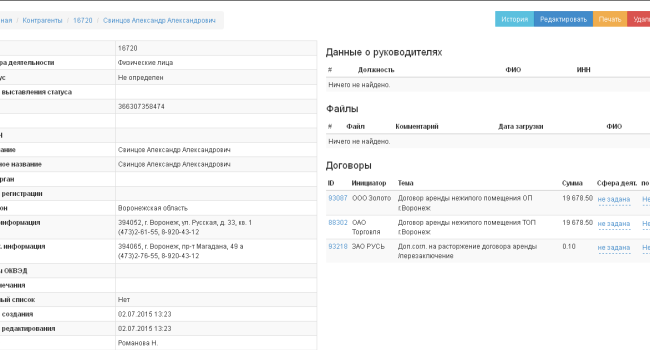 ная / Контрагенты / 16720 / Свинцов Александр Александрович
История Редактировать Печать Удали
16720
ра деятельности Физические лица
ус Не определен
выставления статуса
366307358474
Н
ание Свинцов Александр Александрович
ное название Свинцов Александр Александрович
рган
регистрации
он Воронежская область
информация 394052, г. Воронеж, ул. Русская, д. 33, кв. 1
(473)2-61-55, 8-920-43-12
. информация 394065, г. Воронеж, пр-т Магадана, 49 а
(473)2-76-55, 8-920-43-12
ы ОКВЭД
мечания
ный список Нет
создания 02.07.2015 13:23
редактирования 02.07.2015 13:23
Романова Н.
Данные о руководителях
# Должность ФИО ИНН
Ничего не найдено.
Файлы
# Файл Комментарий Дата загрузки ФИО
Ничего не найдено.
Договоры
ID Инициатор Тема Сумма Сфера деят. по
93087 ООО Золото Договор аренды нежилого помещения ОП г.Воронеж 19 678.50 не задана Не
88302 ОАО Торговля Договор аренды нежилого помещения ТОП г.Воронеж 19 678.50 не задана Не
93218 ЗАО РУСЬ Доп.согл. на расторжение договора аренды /перезаключение 0.10 не задана Не